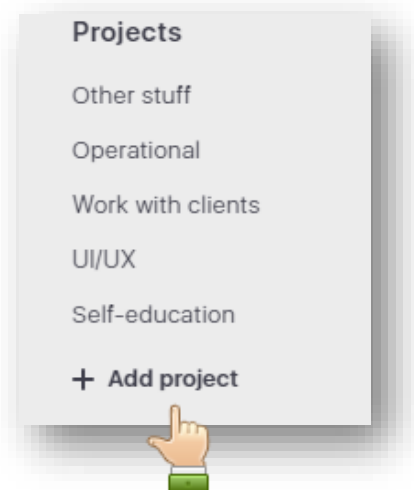 Projects
Other stuff
Operational
Work with clients
UI/UX
Self-education
+ Add project